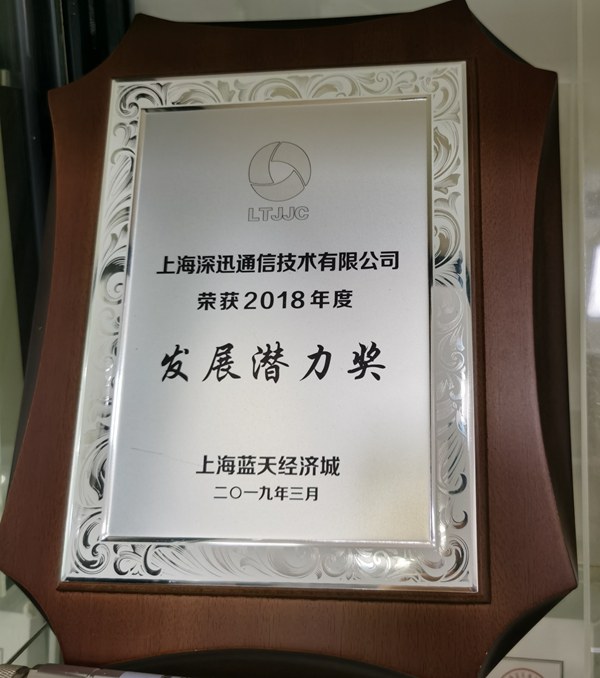 LTJJC
上海深迅通信技术有限公司
荣获2018年度
发展潜力奖
上海蓝天经济城
二〇一九年三月